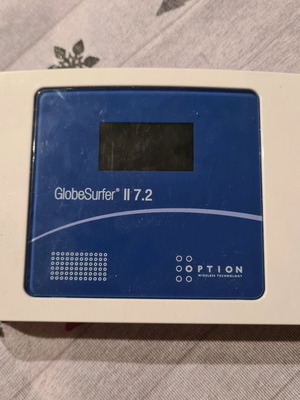 GlobeSurfer® II 7.2
OPTION
WIRELESS TECHNOLOGY